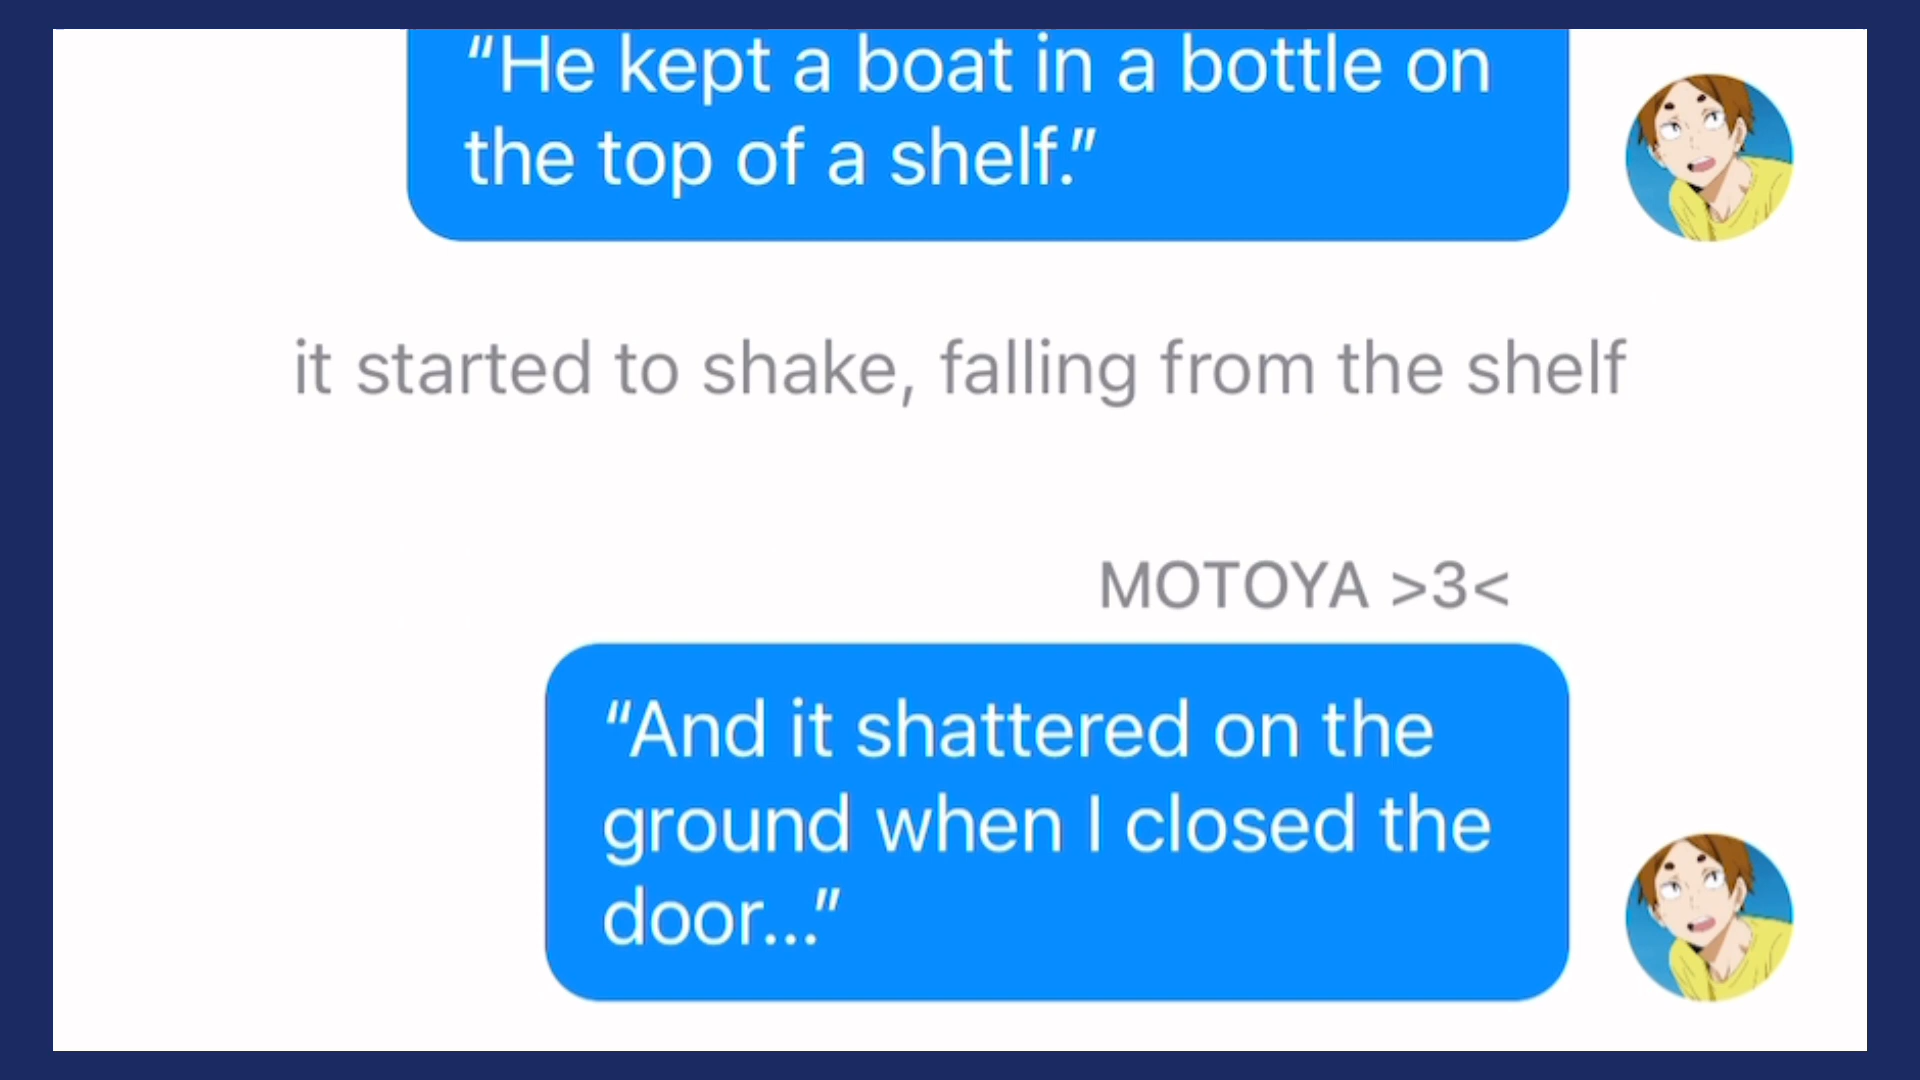 “He kept a boat in a bottle on
the top of a shelf.”
it started to shake, falling from the shelf
MOTOYA >3<
“And it shattered on the
ground when I closed the
door...”